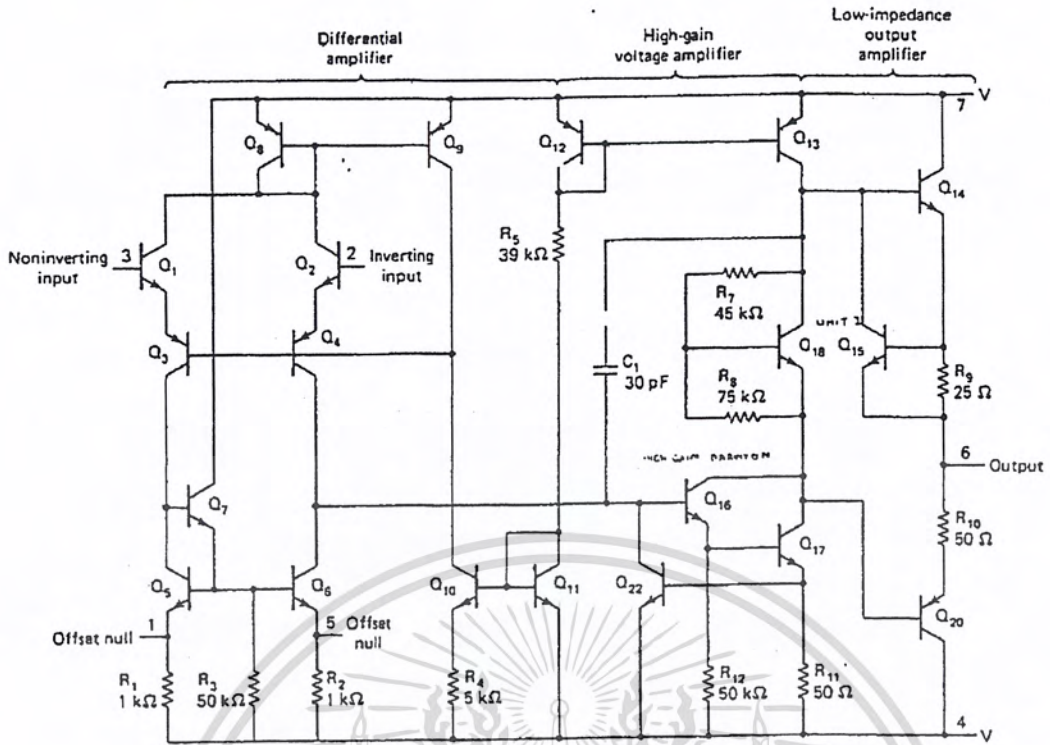 Differential
amplifier
High-gain
voltage amplifier
Low-impedance
output
amplifier
7 V
Q8
Q9
Q12
Q13
Q14
R5
39 kΩ
Noninverting
input
3
Q1
Q2
2
Inverting
input
R7
45 kΩ
Q3
Q4
C1
30 pF
Q18
Q15
R8
75 kΩ
R9
25 Ω
6
Output
Q7
Q16
Q17
R10
50 Ω
Q5
Q6
Q10
Q11
Q22
Q20
Offset null
1
5
Offset
null
R1
1 kΩ
R3
50 kΩ
R2
1 kΩ
R4
5 kΩ
R12
50 kΩ
R11
50 Ω
4 V